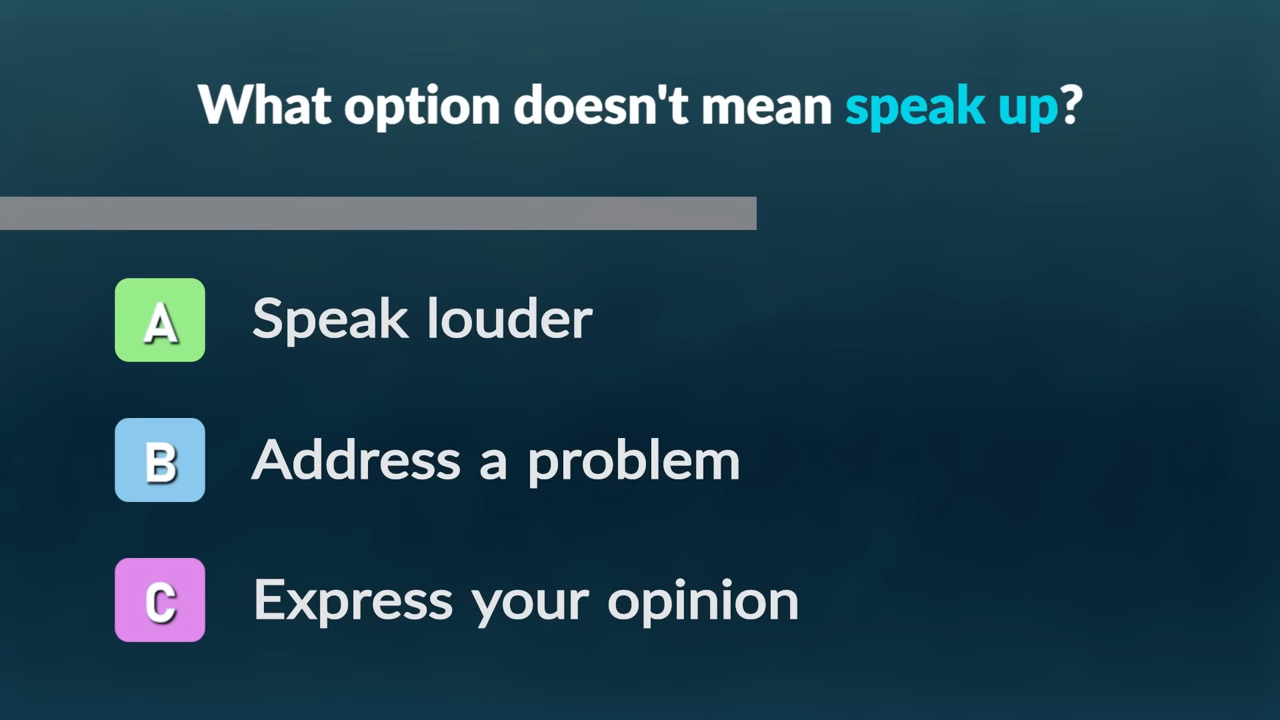 What option doesn't mean speak up?
A Speak louder
B Address a problem
C Express your opinion